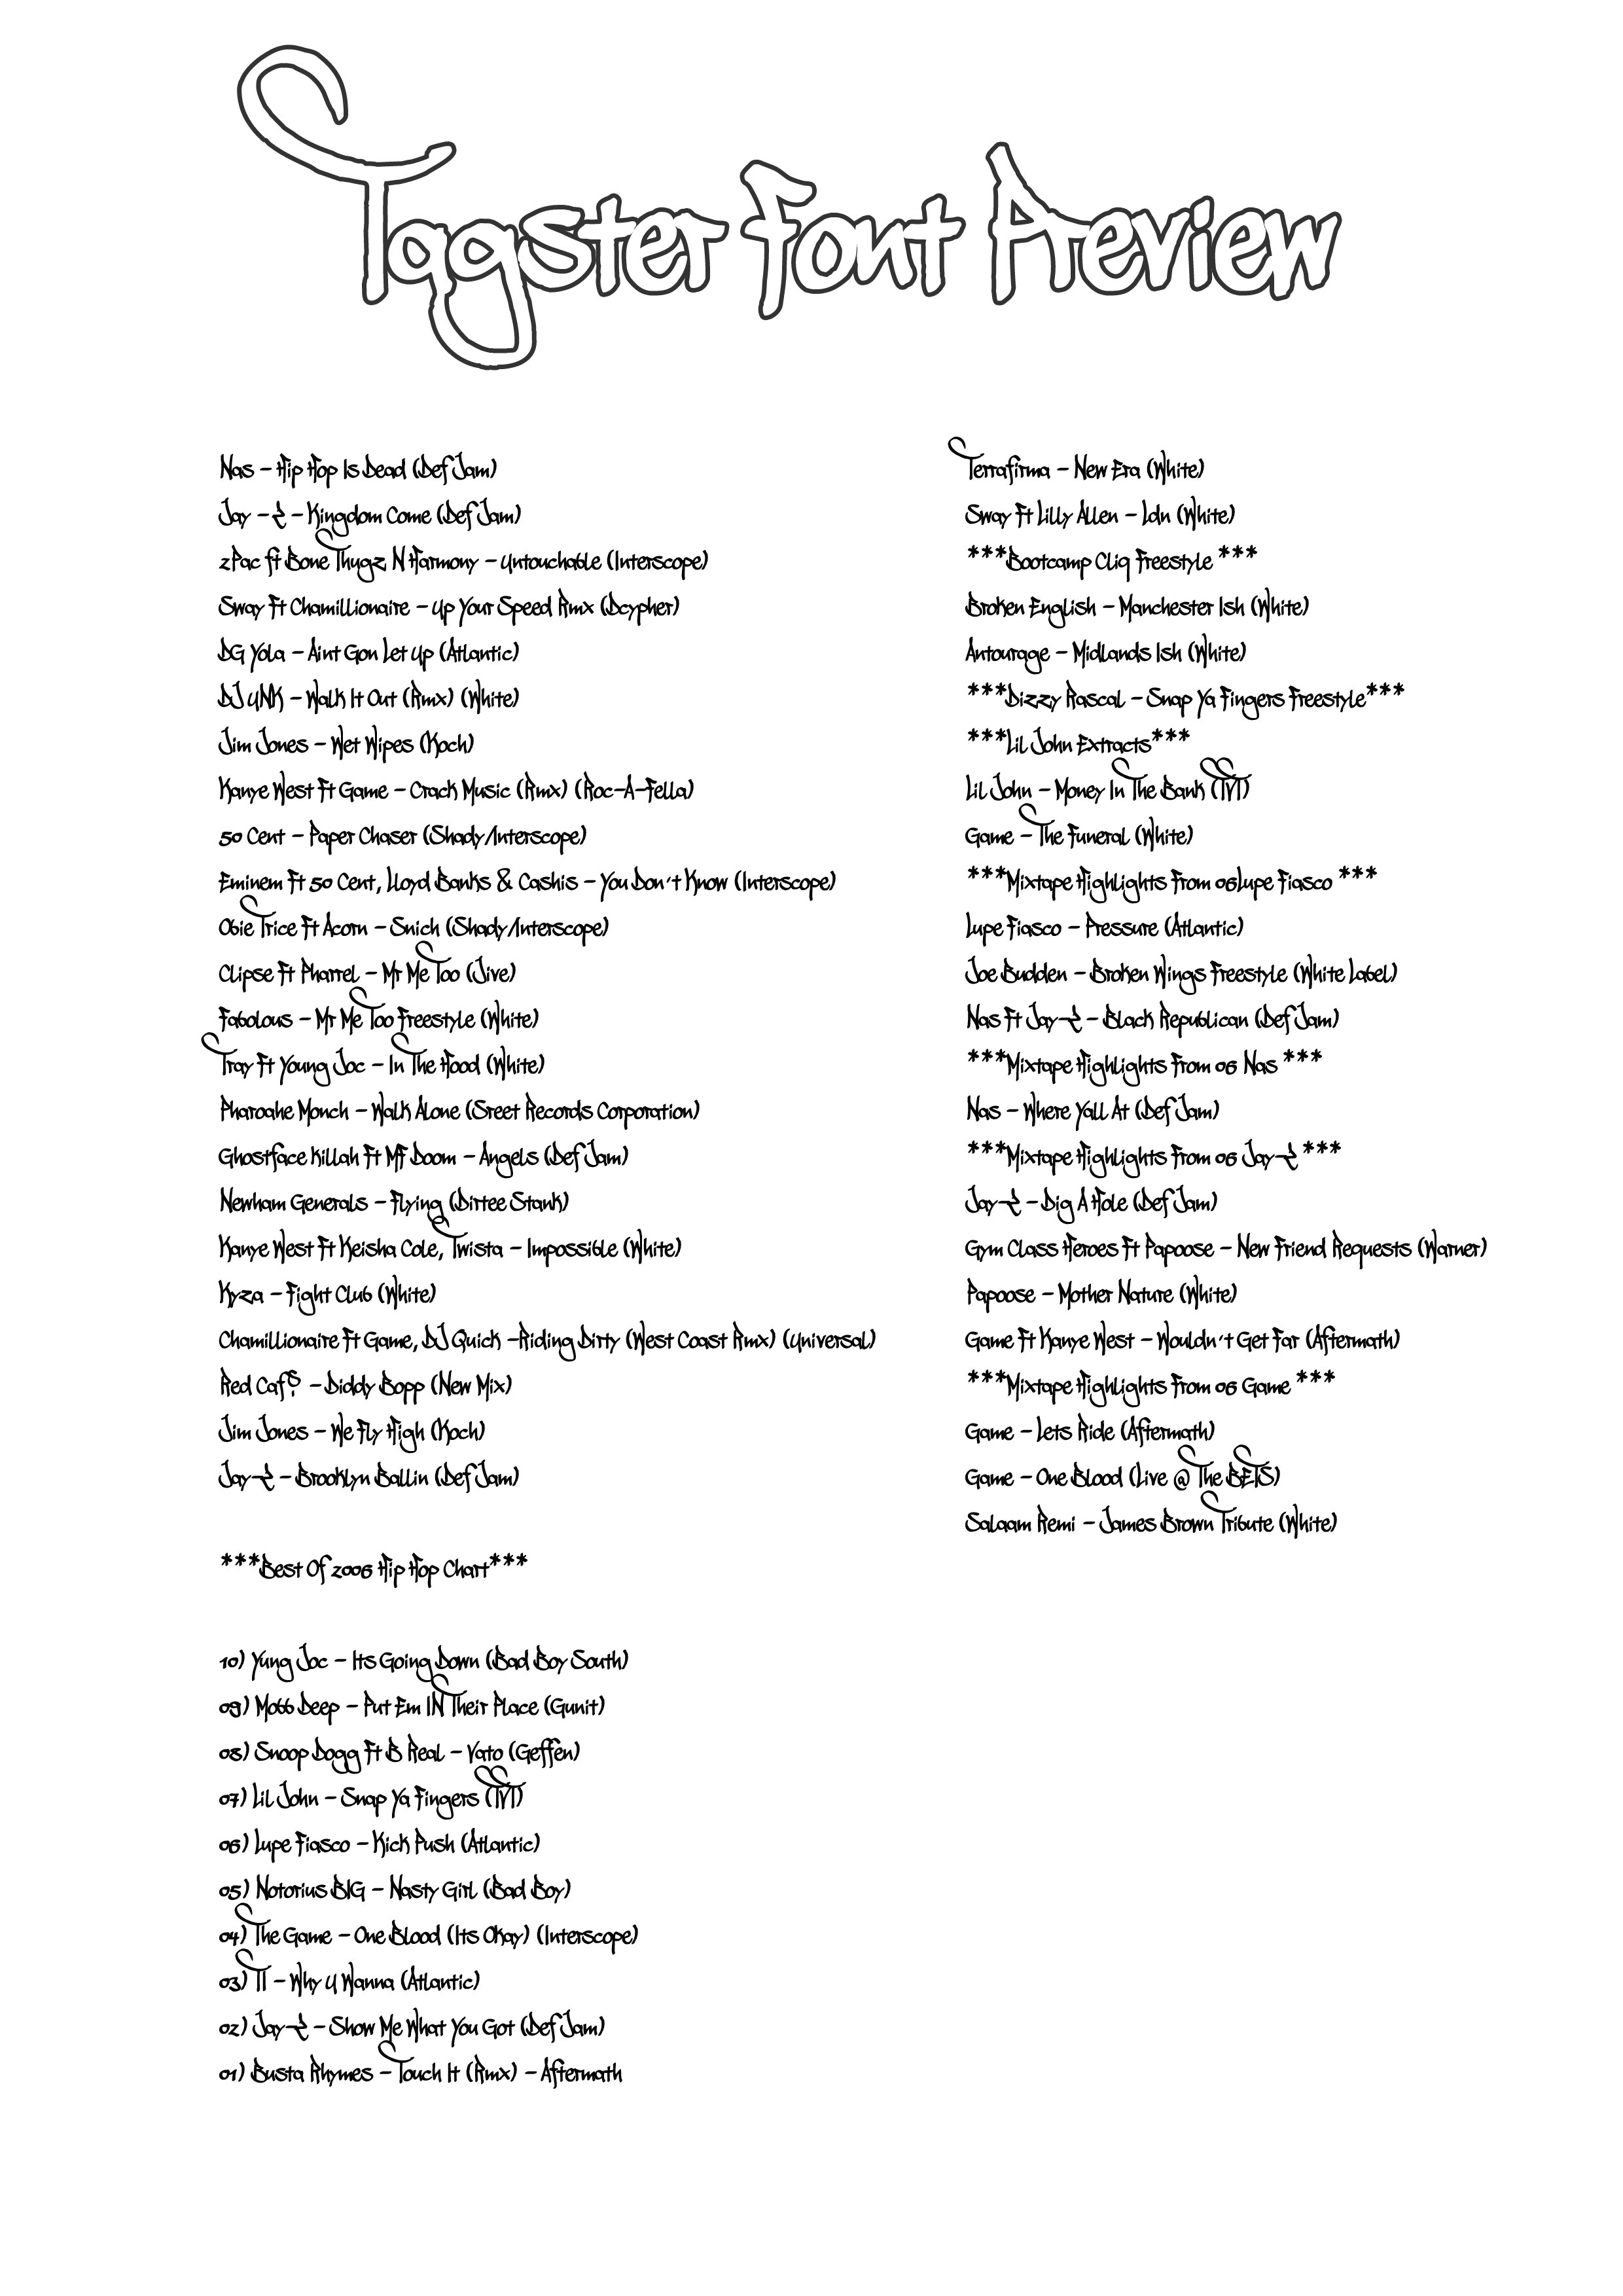 Tagster Font Preview
Nas - Hip Hop Is Dead (Def Jam)
Jay - Z - Kingdom Come (Def Jam)
2Pac ft Bone Thugz N Harmony - Untouchable (Interscope)
Sway Ft Chamillionaire - Up Your Speed Rmx (Dcypher)
DG Yola - Aint Gon Let Up (Atlantic)
DJ UNK - Walk It Out (Rmx) (White)
Jim Jones - Wet Wipes (Koch)
Kanye West Ft Game - Crack Music (Rmx) (Roc-A-Fella)
50 Cent - Paper Chaser (Shady/Interscope)
Eminem Ft 50 Cent, Lloyd Banks & Cashis - You Don't Know (Interscope)
Obie Trice Ft Acorn - Snich (Shady/Interscope)
Clipse Ft Pharrel - Mr Me Too (Jive)
Fabolous - Mr Me Too Freestyle (White)
Tray Ft Young Joc - In The Hood (White)
Pharoahe Monch - Walk Alone (Sreet Records Corporation)
Ghostface Killah Ft MF Doom - Angels (Def Jam)
Newham Generals - Flying (Dirtee Stank)
Kanye West Ft Keisha Cole, Twista - Impossible (White)
Kyza - Fight Club (White)
Chamillionaire Ft Game, DJ Quick -Riding Dirty (West Coast Rmx) (Universal)
Red Caf? - Diddy Bopp (New Mix)
Jim Jones - We Fly High (Koch)
Jay-Z - Brooklyn Ballin (Def Jam)
***Best Of 2006 Hip Hop Chart***
10) Yung Joc - Its Going Down (Bad Boy South)
09) Mobb Deep - Put Em IN Their Place (Gunit)
08) Snoop Dogg Ft B Real - Vato (Geffen)
07) Lil John - Snap Ya Fingers (TVT)
06) Lupe Fiasco - Kick Push (Atlantic)
05) Notorius BIG - Nasty Girl (Bad Boy)
04) The Game - One Blood (Its Okay) (Interscope)
03) TI - Why U Wanna (Atlantic)
02) Jay-Z - Show Me What You Got (Def Jam)
01) Busta Rhymes - Touch It (Rmx) - Aftermath
Terrafirma - New Era (White)
Sway Ft Lilly Allen - Ldn (White)
***Bootcamp Cliq Freestyle ***
Broken English - Manchester Ish (White)
Antourage - Midlands Ish (White)
***Dizzy Rascal - Snap Ya Fingers Freestyle***
***Lil John Extracts***
Lil John - Money In The Bank (TVT)
Game - The Funeral (White)
***Mixtape Highlights From 06Lupe Fiasco ***
Lupe Fiasco - Pressure (Atlantic)
Joe Budden - Broken Wings Freestyle (White Label)
Nas Ft Jay-Z - Black Republican (Def Jam)
***Mixtape Highlights From 06 Nas ***
Nas - Where Yall At (Def Jam)
***Mixtape Highlights From 06 Jay-Z ***
Jay-Z - Dig A Hole (Def Jam)
Gym Class Heroes Ft Papoose - New Friend Requests (Warner)
Papoose - Mother Nature (White)
Game Ft Kanye West - Wouldn't Get Far (Aftermath)
***Mixtape Highlights From 06 Game ***
Game - Lets Ride (Aftermath)
Game - One Blood (Live @ The BETS)
Salaam Remi - James Brown Tribute (White)